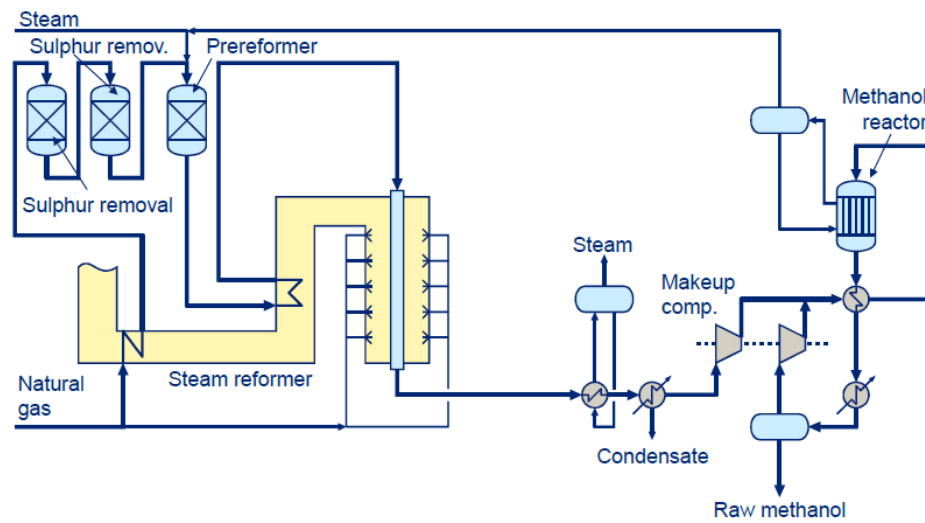 Steam
Sulphur remov.
Prereformer
Methanol
reactor
Sulphur removal
Steam
Makeup
comp.
Steam reformer
Natural
gas
Condensate
Raw methanol